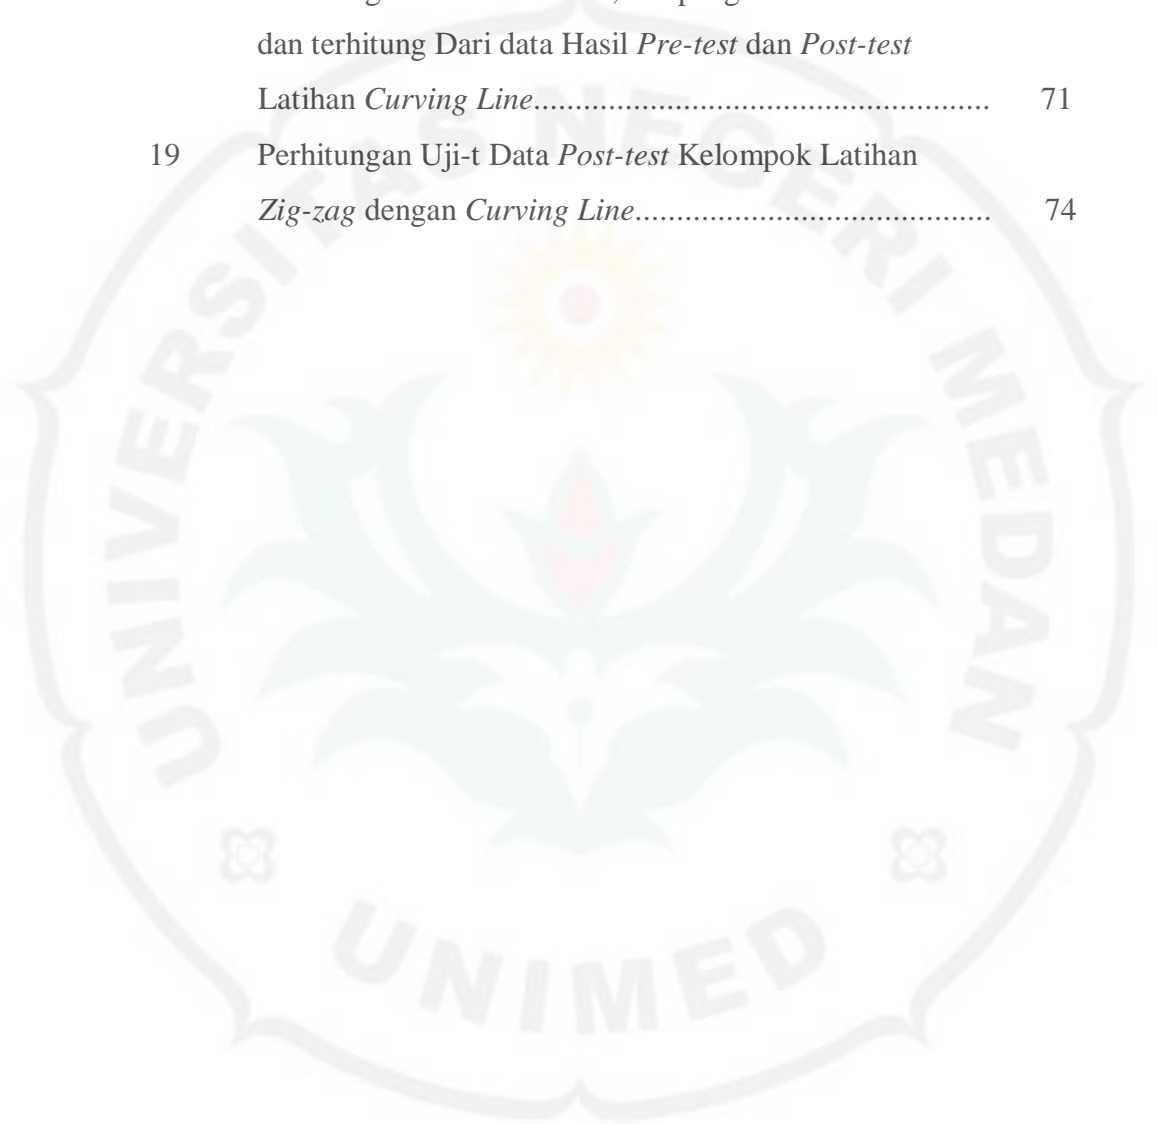 dan terhitung Dari data Hasil Pre-test dan Post-test
Latihan Curving Line....................................................... 71
19 Perhitungan Uji-t Data Post-test Kelompok Latihan
Zig-zag dengan Curving Line........................................... 74
UNIVERSITAS NEGERI MEDAN
UNIMED